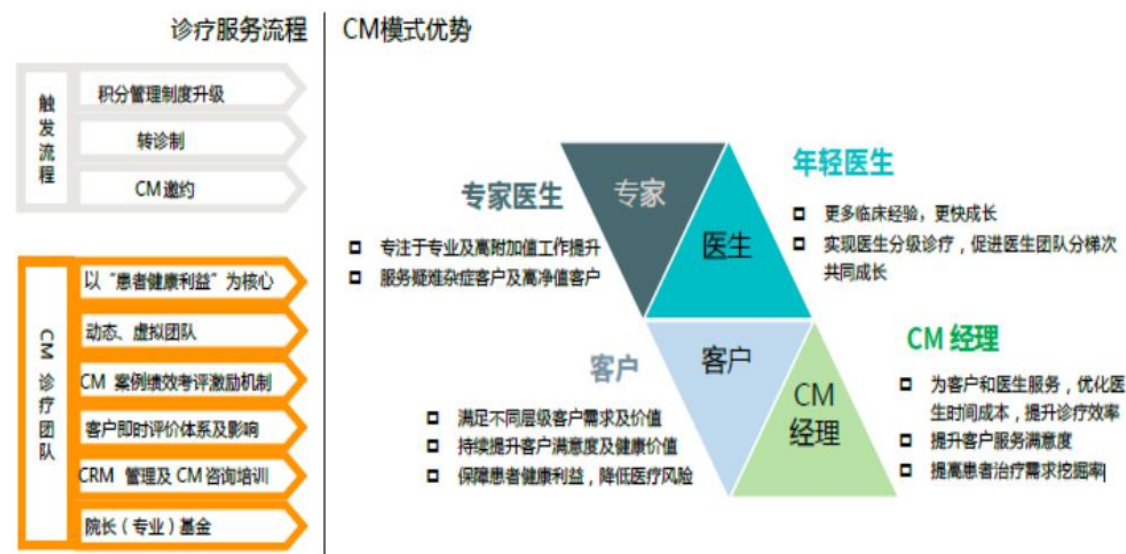 诊疗服务流程
触发流程
积分管理制度升级
转诊制
CM邀约
CM诊疗团队
以“患者健康利益”为核心
动态、虚拟团队
CM 案例绩效考评激励机制
客户即时评价体系及影响
CRM 管理及CM咨询培训
院长（专业）基金
CM模式优势
专家
医生
客户
CM
经理
专家医生
专注于专业及高附加值工作提升
服务疑难杂症客户及高净值客户
年轻医生
更多临床经验，更快成长
实现医生分级诊疗，促进医生团队分梯次
共同成长
客户
满足不同层级客户需求及价值
持续提升客户满意度及健康价值
保障患者健康利益，降低医疗风险
CM 经理
为客户和医生服务，优化医
生时间成本，提升诊疗效率
提升客户服务满意度
提高患者治疗需求挖掘率